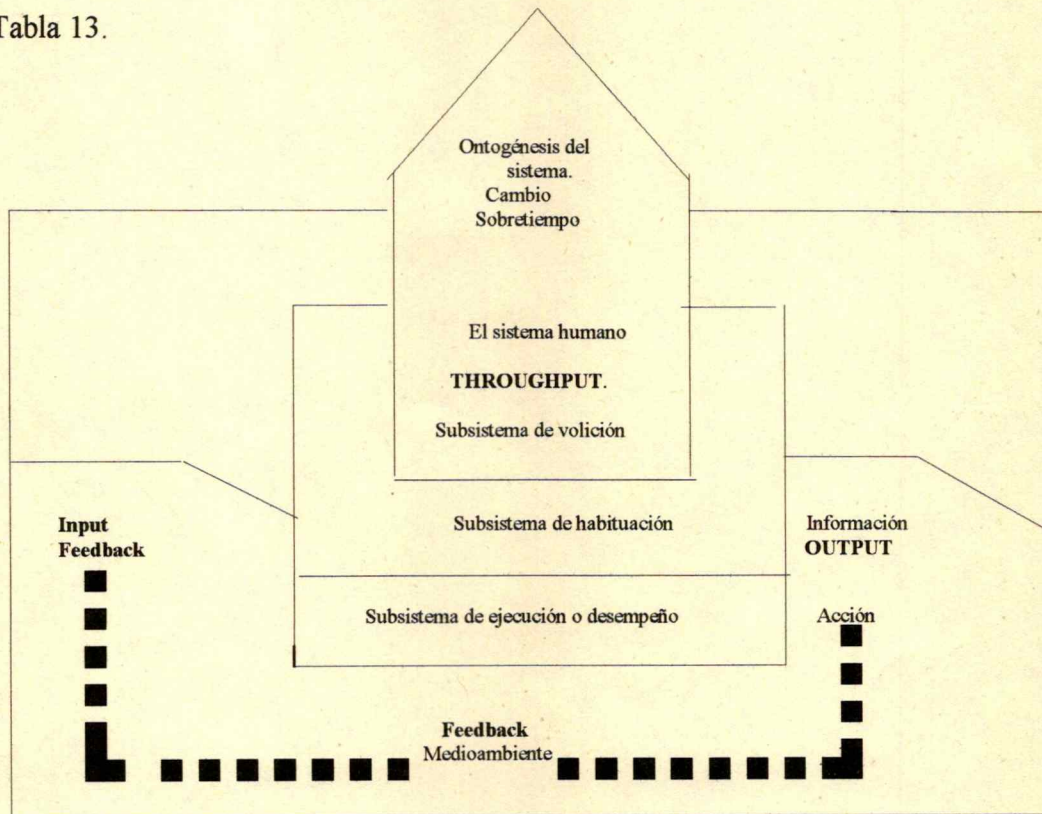 Tabla 13.
Ontogénesis del
sistema.
Cambio
Sobretiempo
El sistema humano
THROUGHPUT.
Subsistema de volición
Input
Feedback
Subsistema de habituación
Información
OUTPUT
Subsistema de ejecución o desempeño
Acción
Feedback
Medioambiente